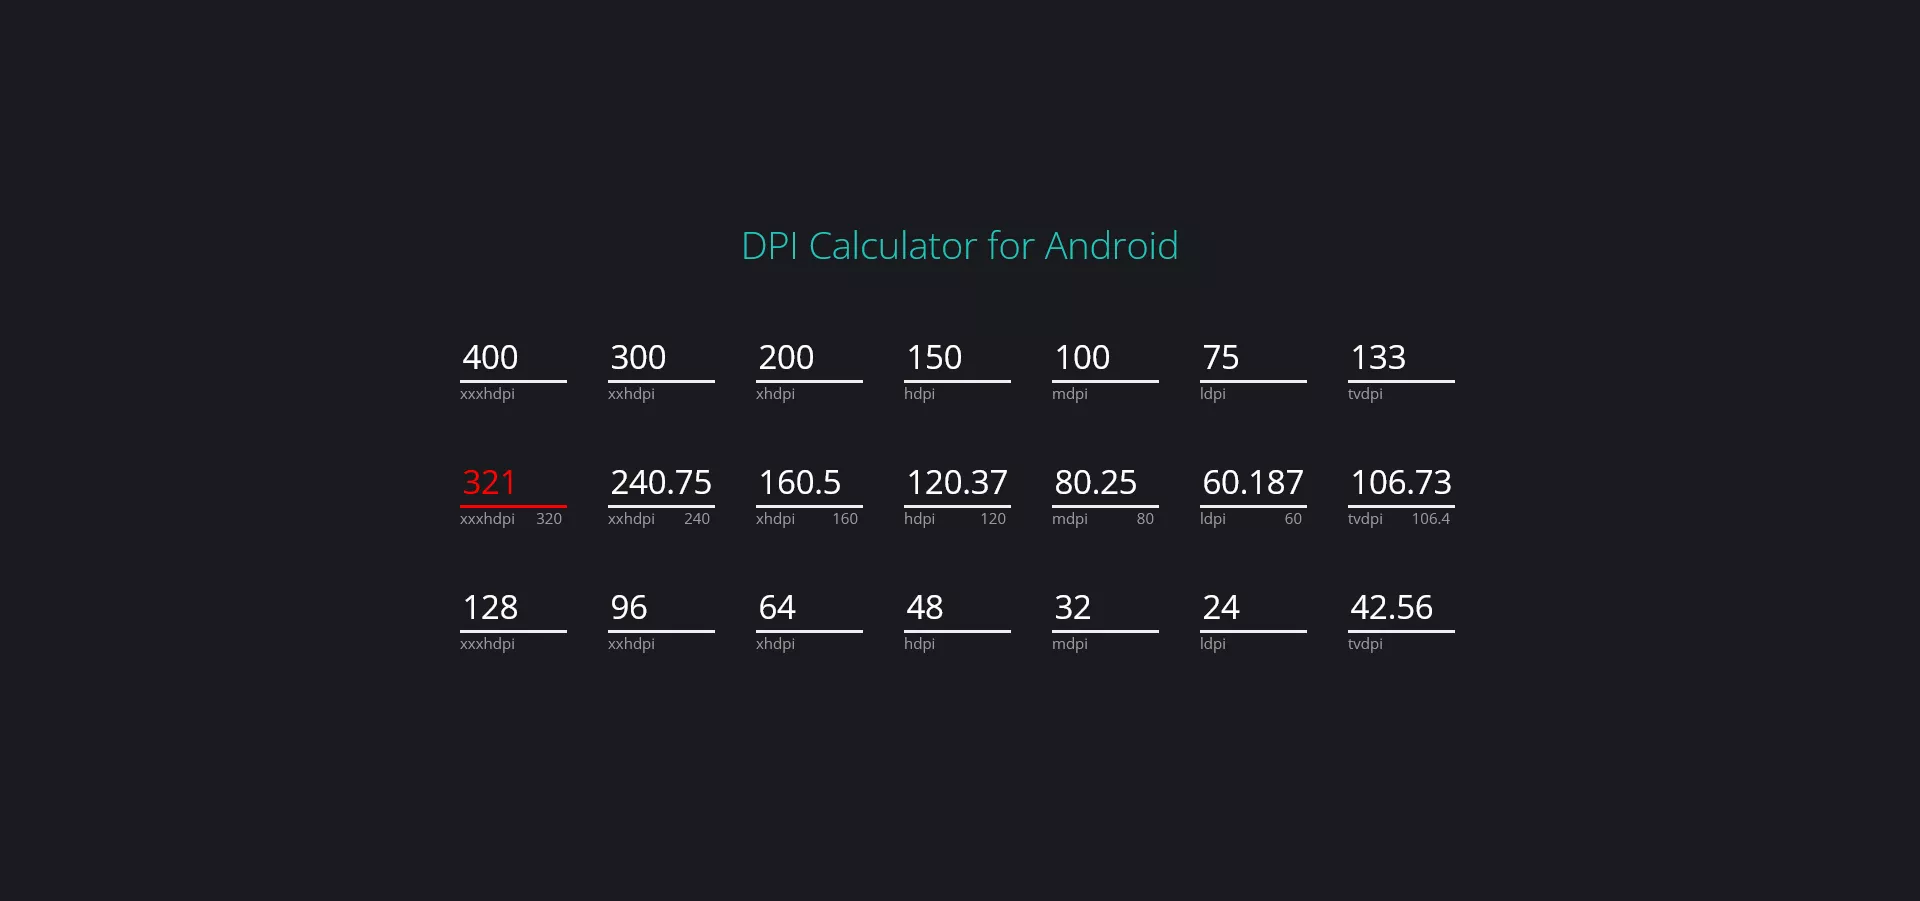 DPI Calculator for Android
400 300 200 150 100 75 133
xxxhdpi xxhdpi xhdpi hdpi mdpi ldpi tvdpi
321 240.75 160.5 120.37 80.25 60.187 106.73
xxxhdpi 320 xxhdpi 240 xhdpi 160 hdpi 120 mdpi 80 ldpi 60 tvdpi 106.4
128 96 64 48 32 24 42.56
xxxhdpi xxhdpi xhdpi hdpi mdpi ldpi tvdpi